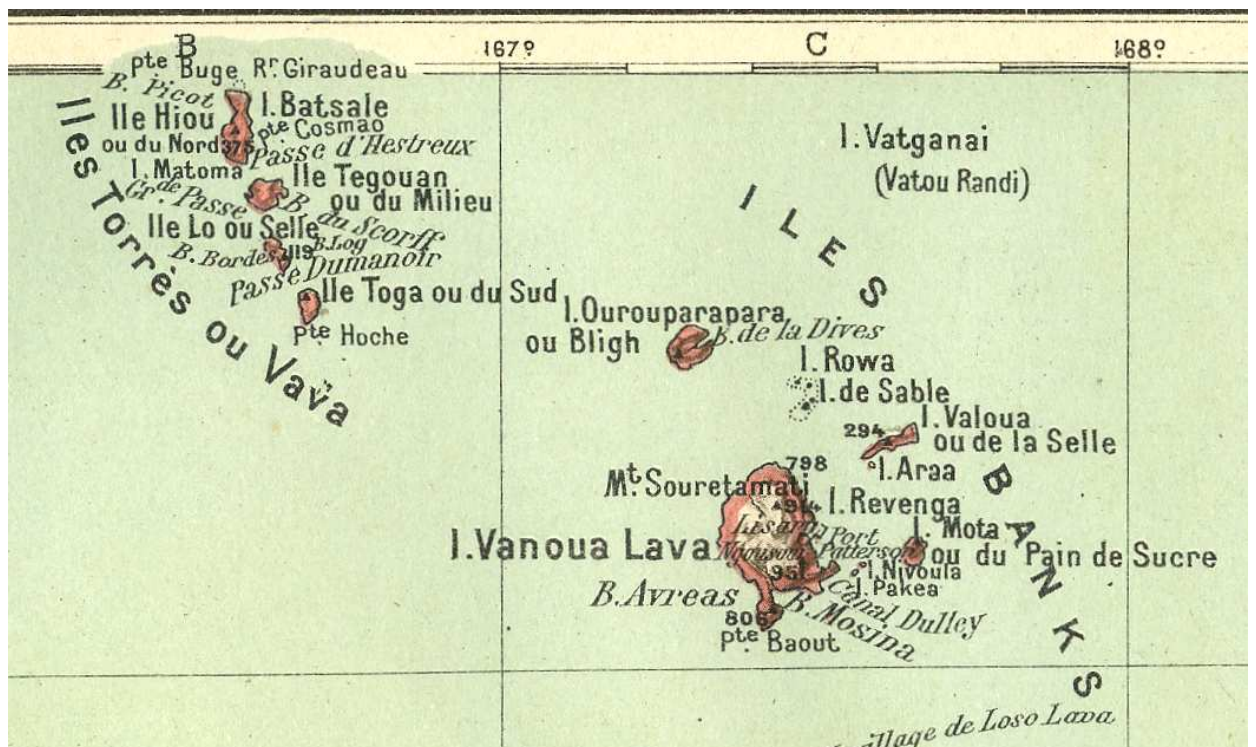 B
167°
C
168°
Pte Buge
Rr. Giraudeau
B. Picot
I. Batsale
Ile Hiou
ou du Nord
375
Pte Cosmao
Passe d'Hestreux
I. Matoma
Gr.de Passe
Ile Tegouan
ou du Milieu
B. du Scorff
Ile Lo ou Selle
B. Log
B. Bordes
119
Passe Dumanoir
Ile Toga ou du Sud
Pte Hoche
Iles Torrès ou Vava
I. Vatganai
(Vatou Randi)
ILES
BANKS
I. Ourouparapara
ou Bligh
B. de la Dives
I. Rowa
I. de Sable
I. Valoua
ou de la Selle
294
I. Araa
798
Mt. Souretamati
I. Revenga
I. Mota
ou du Pain de Sucre
I. Vanoua Lava
Port
Patterson
I. Nivoula
I. Pakea
951
B. Avreas
Canal Dulley
B. Mosina
806
Pte. Baout
village de Loso Lava